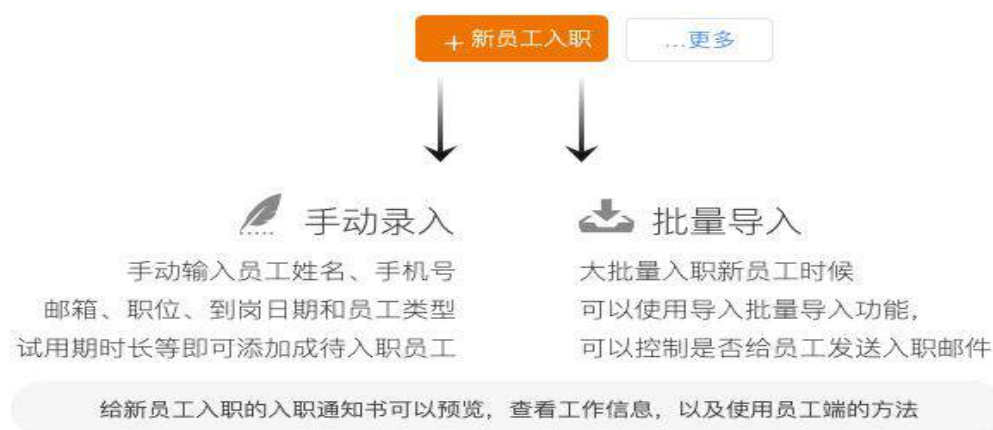 + 新员工入职
...更多
手动录入
手动输入员工姓名、手机号
邮箱、职位、到岗日期和员工类型
试用期时长等即可添加成待入职员工
批量导入
大批量入职新员工时候
可以使用导入批量导入功能,
可以控制是否给员工发送入职邮件
给新员工入职的入职通知书可以预览，查看工作信息，以及使用员工端的方法